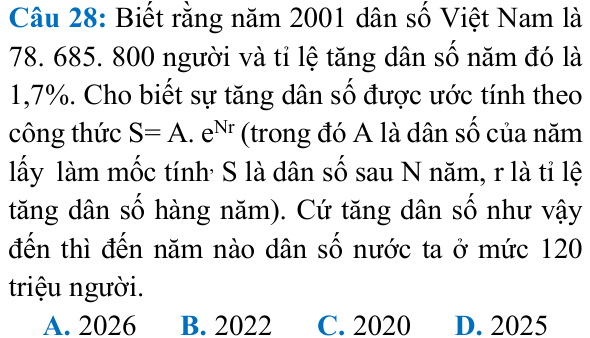 Câu 28: Biết rằng năm 2001 dân số Việt Nam là
78. 685. 800 người và tỉ lệ tăng dân số năm đó là
1,7%. Cho biết sự tăng dân số được ước tính theo
công thức S= A. eᴺʳ (trong đó A là dân số của năm
lấy làm mốc tính, S là dân số sau N năm, r là tỉ lệ
tăng dân số hàng năm). Cứ tăng dân số như vậy
đến thì đến năm nào dân số nước ta ở mức 120
triệu người.
A. 2026 B. 2022 C. 2020 D. 2025